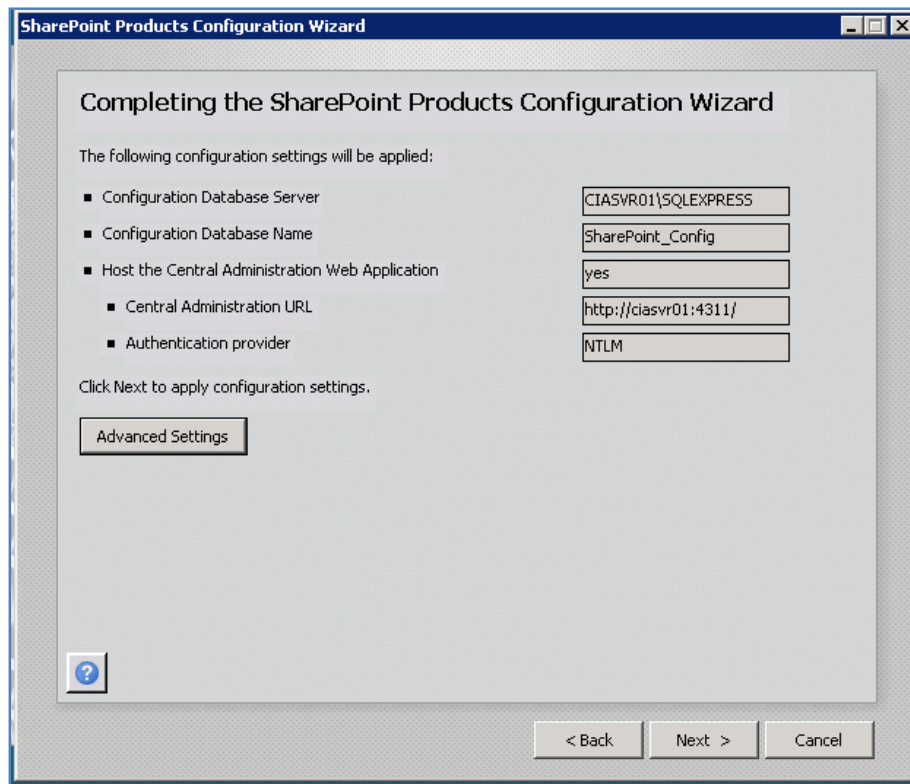 SharePoint Products Configuration Wizard
Completing the SharePoint Products Configuration Wizard
The following configuration settings will be applied:
Configuration Database Server CIASVR01\SQLEXPRESS
Configuration Database Name SharePoint_Config
Host the Central Administration Web Application yes
Central Administration URL http://ciasvr01:4311/
Authentication provider NTLM
Click Next to apply configuration settings.
Advanced Settings
?
< Back Next > Cancel